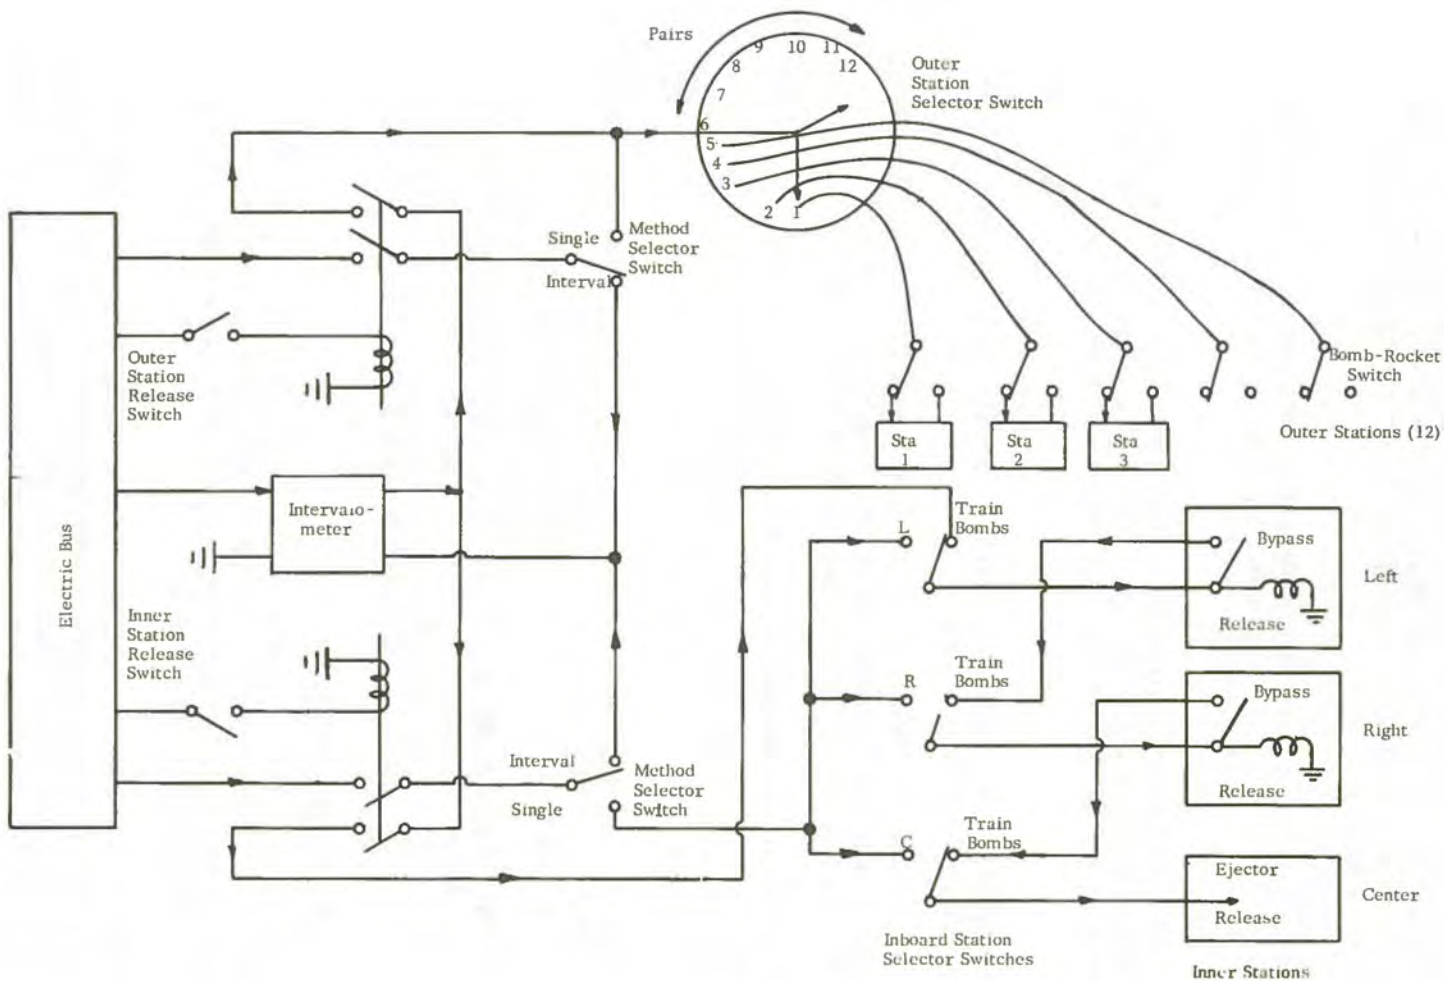 Pairs
9
10
11
8
12
7
6
5
4
3
2
1
Outer
Station
Selector Switch
Single
Interval
Method
Selector
Switch
Outer
Station
Release
Switch
Bomb-Rocket
Switch
Outer Stations (12)
Sta
1
Sta
2
Sta
3
Electric Bus
Intervalo-
meter
Inner
Station
Release
Switch
Interval
Single
Method
Selector
Switch
L
Train
Bombs
R
Train
Bombs
C
Train
Bombs
Bypass
Release
Left
Bypass
Release
Right
Ejector
Release
Center
Inboard Station
Selector Switches
Inner Stations